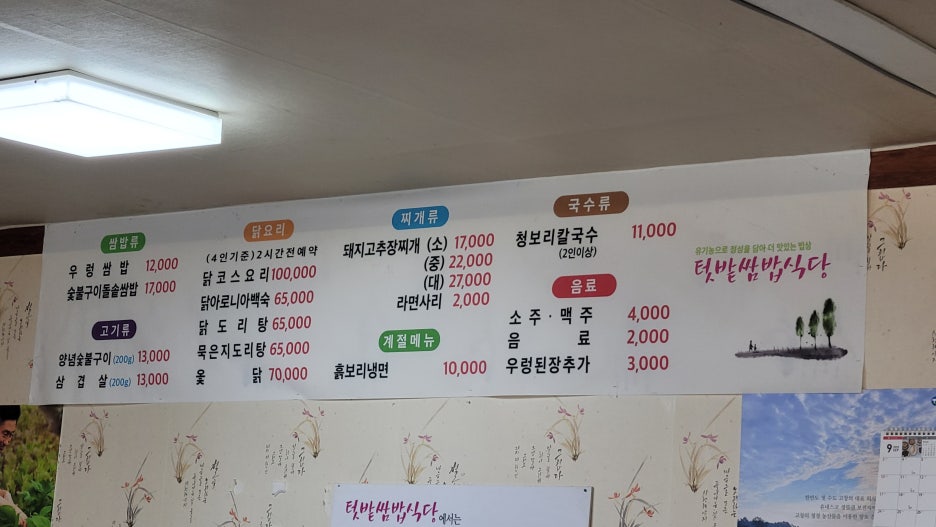 쌈밥류
우렁쌈밥 12,000
숯불구이돌솥쌈밥 17,000
고기류
양념숯불구이 (200g) 13,000
삼겹살 (200g) 13,000
닭요리
(4인기준)2시간전예약
닭코스요리 100,000
닭아로니아백숙 65,000
닭도리탕 65,000
묵은지도리탕 65,000
옻닭 70,000
찌개류
돼지고추장찌개 (소) 17,000
(중) 22,000
(대) 27,000
라면사리 2,000
계절메뉴
흙보리냉면 10,000
국수류
청보리칼국수 11,000
(2인이상)
음료
소주·맥주 4,000
음료 2,000
우렁된장추가 3,000
유기농으로 정성을 담아 더 맛있는 밥상
텃밭쌈밥식당
텃밭쌈밥식당에서는
9